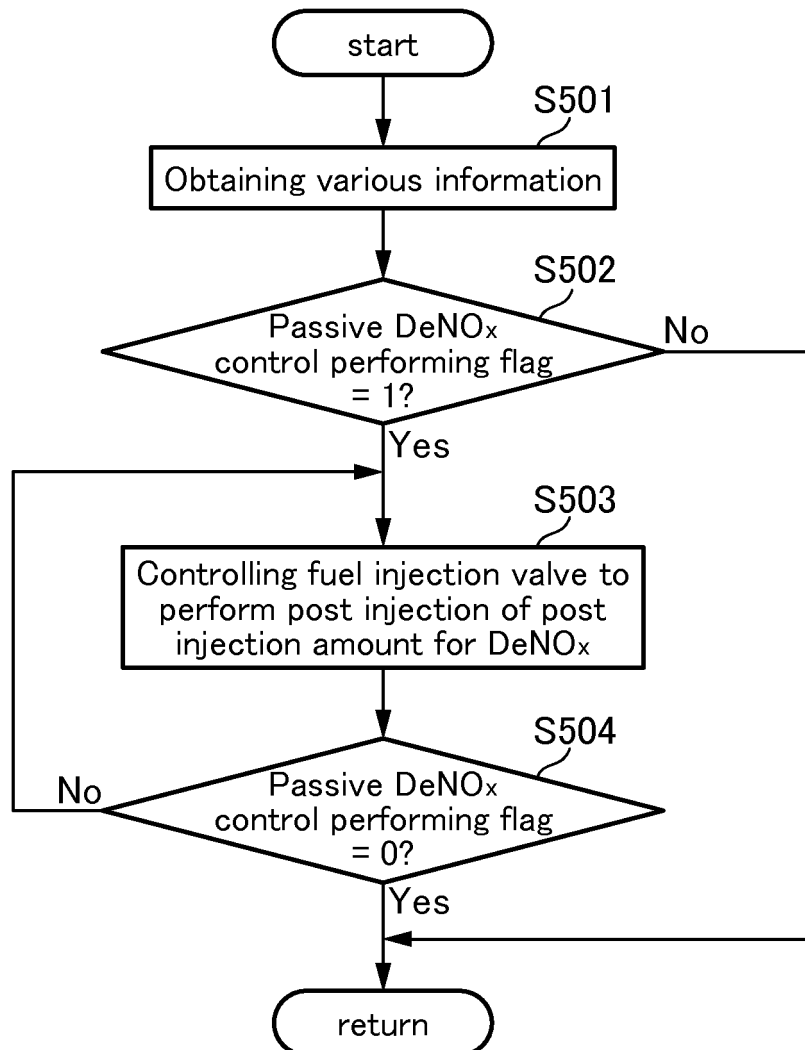 start
S501
Obtaining various information
S502
Passive DeNOx
control performing flag
= 1?
No
Yes
S503
Controlling fuel injection valve to
perform post injection of post
injection amount for DeNOx
S504
Passive DeNOx
control performing flag
= 0?
No
Yes
return